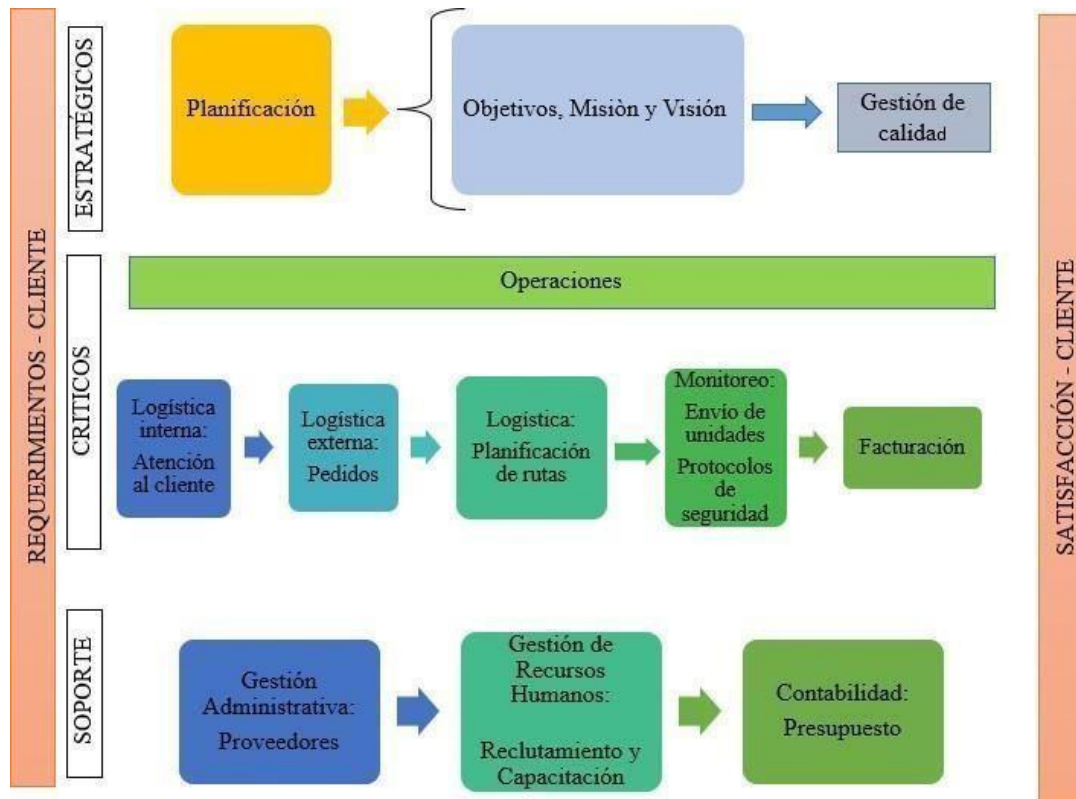 REQUERIMIENTOS - CLIENTE
ESTRATÉGICOS
Planificación
Objetivos, Misiòn y Visión
Gestión de
calidad
CRITICOS
Operaciones
Logística
interna:
Atención
al cliente
Logística
externa:
Pedidos
Logística:
Planificación
de rutas
Monitoreo:
Envío de
unidades
Protocolos
de
seguridad
Facturación
SOPORTE
Gestión
Administrativa:
Proveedores
Gestión de
Recursos
Humanos:
Reclutamiento y
Capacitación
Contabilidad:
Presupuesto
SATISFACCIÓN - CLIENTE